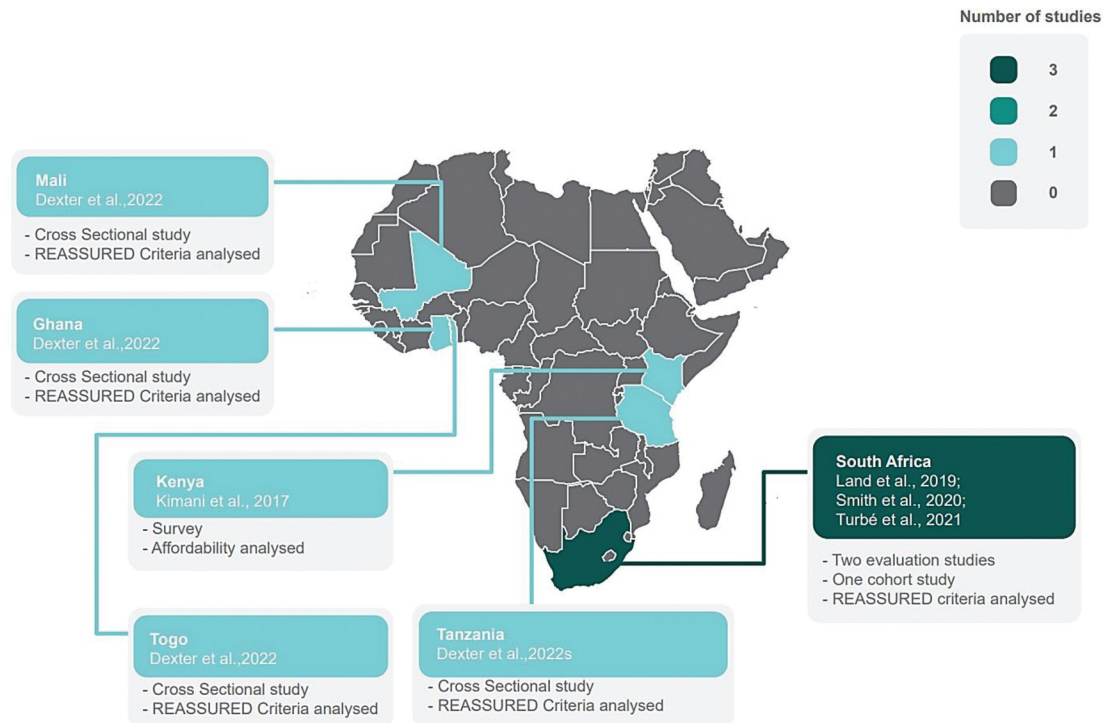 Number of studies
3
2
1
0
Mali
Dexter et al.,2022
- Cross Sectional study
- REASSURED Criteria analysed
Ghana
Dexter et al.,2022
- Cross Sectional study
- REASSURED Criteria analysed
Kenya
Kimani et al., 2017
- Survey
- Affordability analysed
South Africa
Land et al., 2019;
Smith et al., 2020;
Turbé et al., 2021
- Two evaluation studies
- One cohort study
- REASSURED criteria analysed
Togo
Dexter et al.,2022
- Cross Sectional study
- REASSURED Criteria analysed
Tanzania
Dexter et al.,2022s
- Cross Sectional study
- REASSURED Criteria analysed